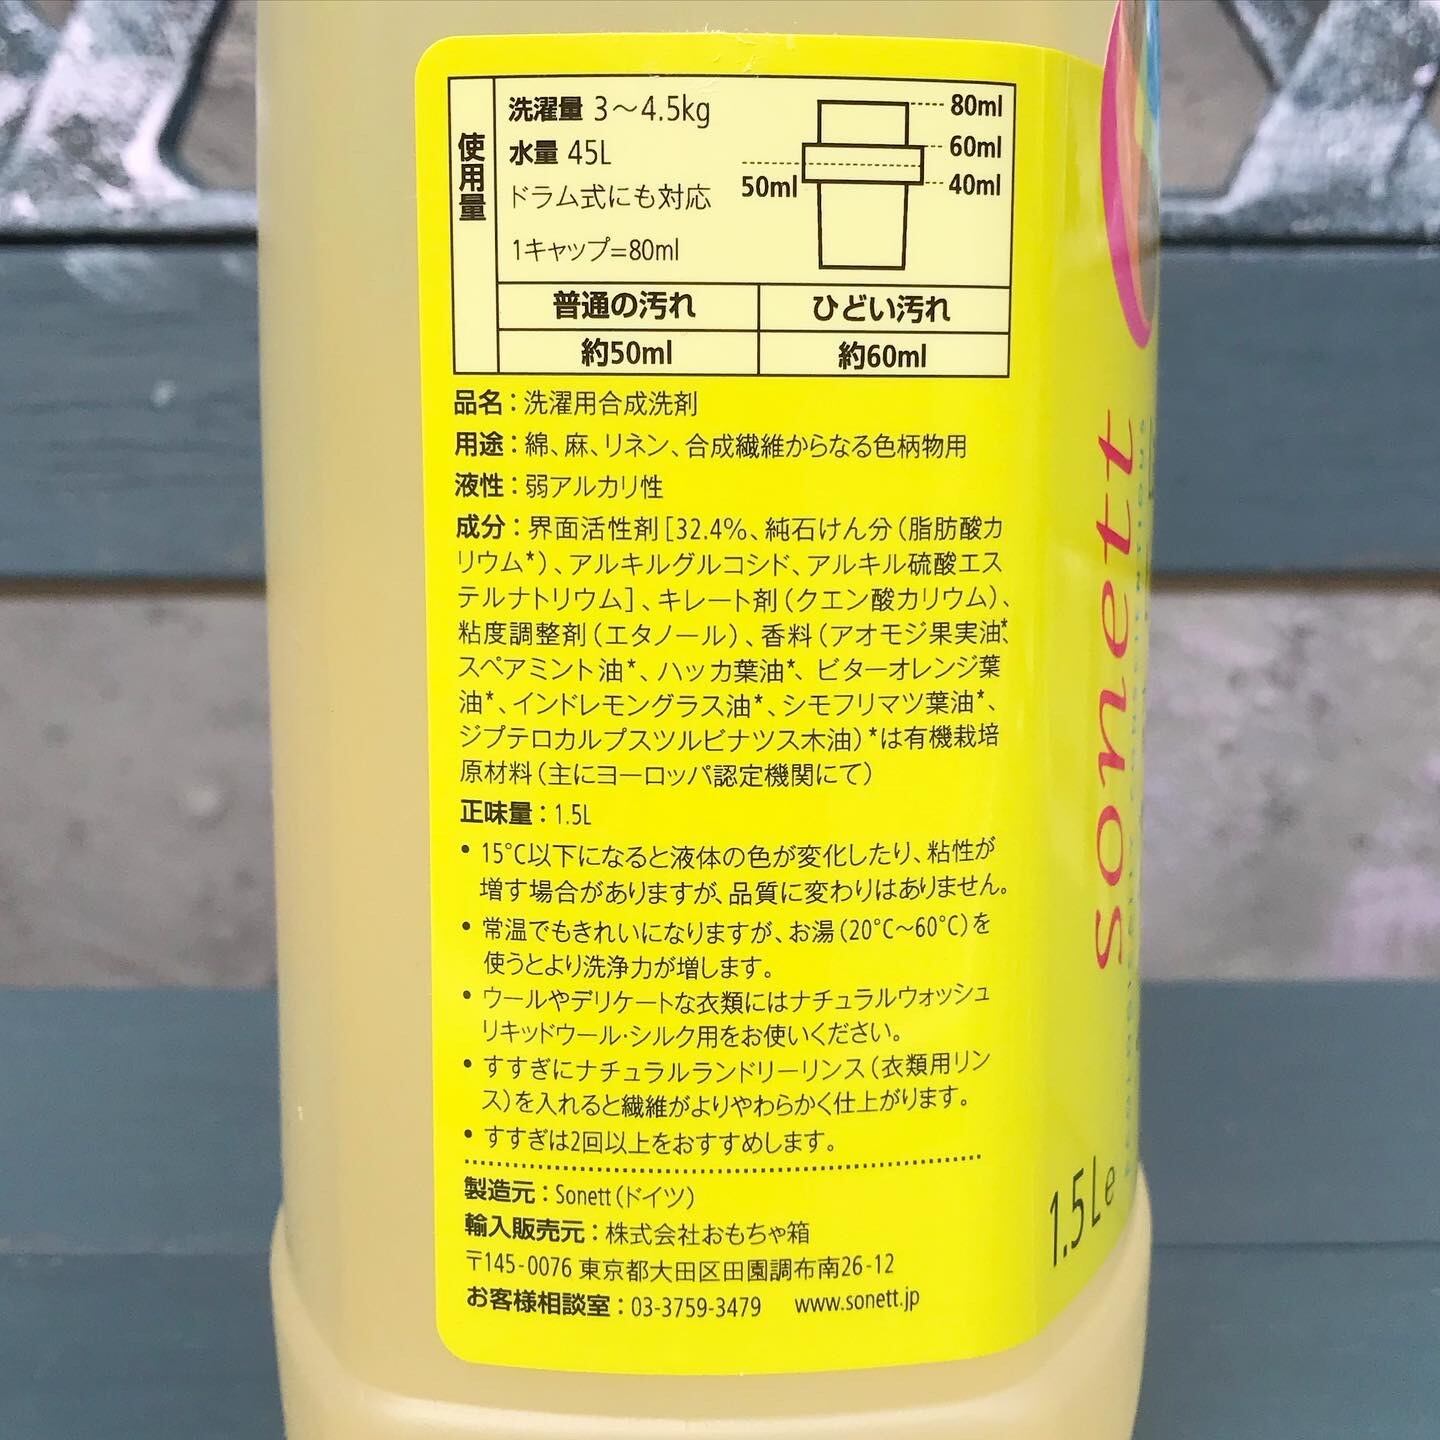 使用量
洗濯量 3〜4.5kg
水量 45L
ドラム式にも対応
1キャップ=80ml
80ml
60ml
50ml
40ml
普通の汚れ ひどい汚れ
約50ml 約60ml
品名：洗濯用合成洗剤
用途：綿、麻、リネン、合成繊維からなる色柄物用
液性：弱アルカリ性
成分：界面活性剤［32.4％、純石けん分（脂肪酸カ
リウム*）、アルキルグルコシド、アルキル硫酸エス
テルナトリウム］、キレート剤（クエン酸カリウム）、
粘度調整剤（エタノール）、香料（アオモジ果実油*、
スペアミント油*、ハッカ葉油*、ビターオレンジ葉
油*、インドレモングラス油*、シモフリマツ葉油*、
ジプテロカルプスツルビナツス木油）*は有機栽培
原材料（主にヨーロッパ認定機関にて）
正味量：1.5L
• 15°C以下になると液体の色が変化したり、粘性が
増す場合がありますが、品質に変わりはありません。
• 常温でもきれいになりますが、お湯（20°C〜60°C）を
使うとより洗浄力が増します。
• ウールやデリケートな衣類にはナチュラルウォッシュ
リキッドウール・シルク用をお使いください。
• すすぎにナチュラルランドリーリンス（衣類用リン
ス）を入れると繊維がよりやわらかく仕上がります。
• すすぎは2回以上をおすすめします。
製造元：Sonett（ドイツ）
輸入販売元：株式会社おもちゃ箱
〒145-0076 東京都大田区田園調布南26-12
お客様相談室：03-3759-3479 www.sonett.jp
sonett
1.5L e